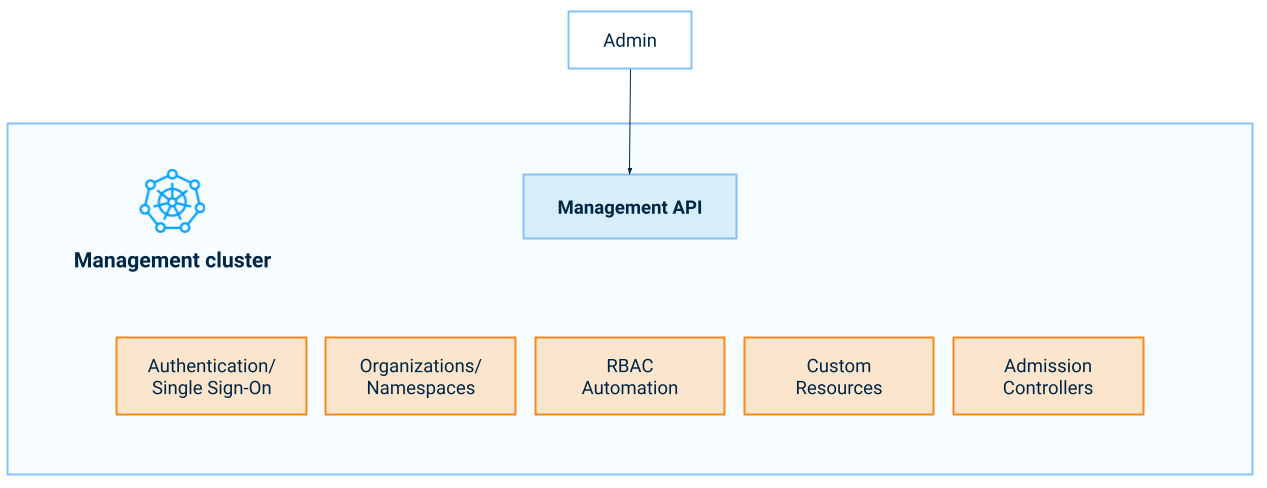 Admin
Management API
Management cluster
Authentication/
Single Sign-On
Organizations/
Namespaces
RBAC
Automation
Custom
Resources
Admission
Controllers